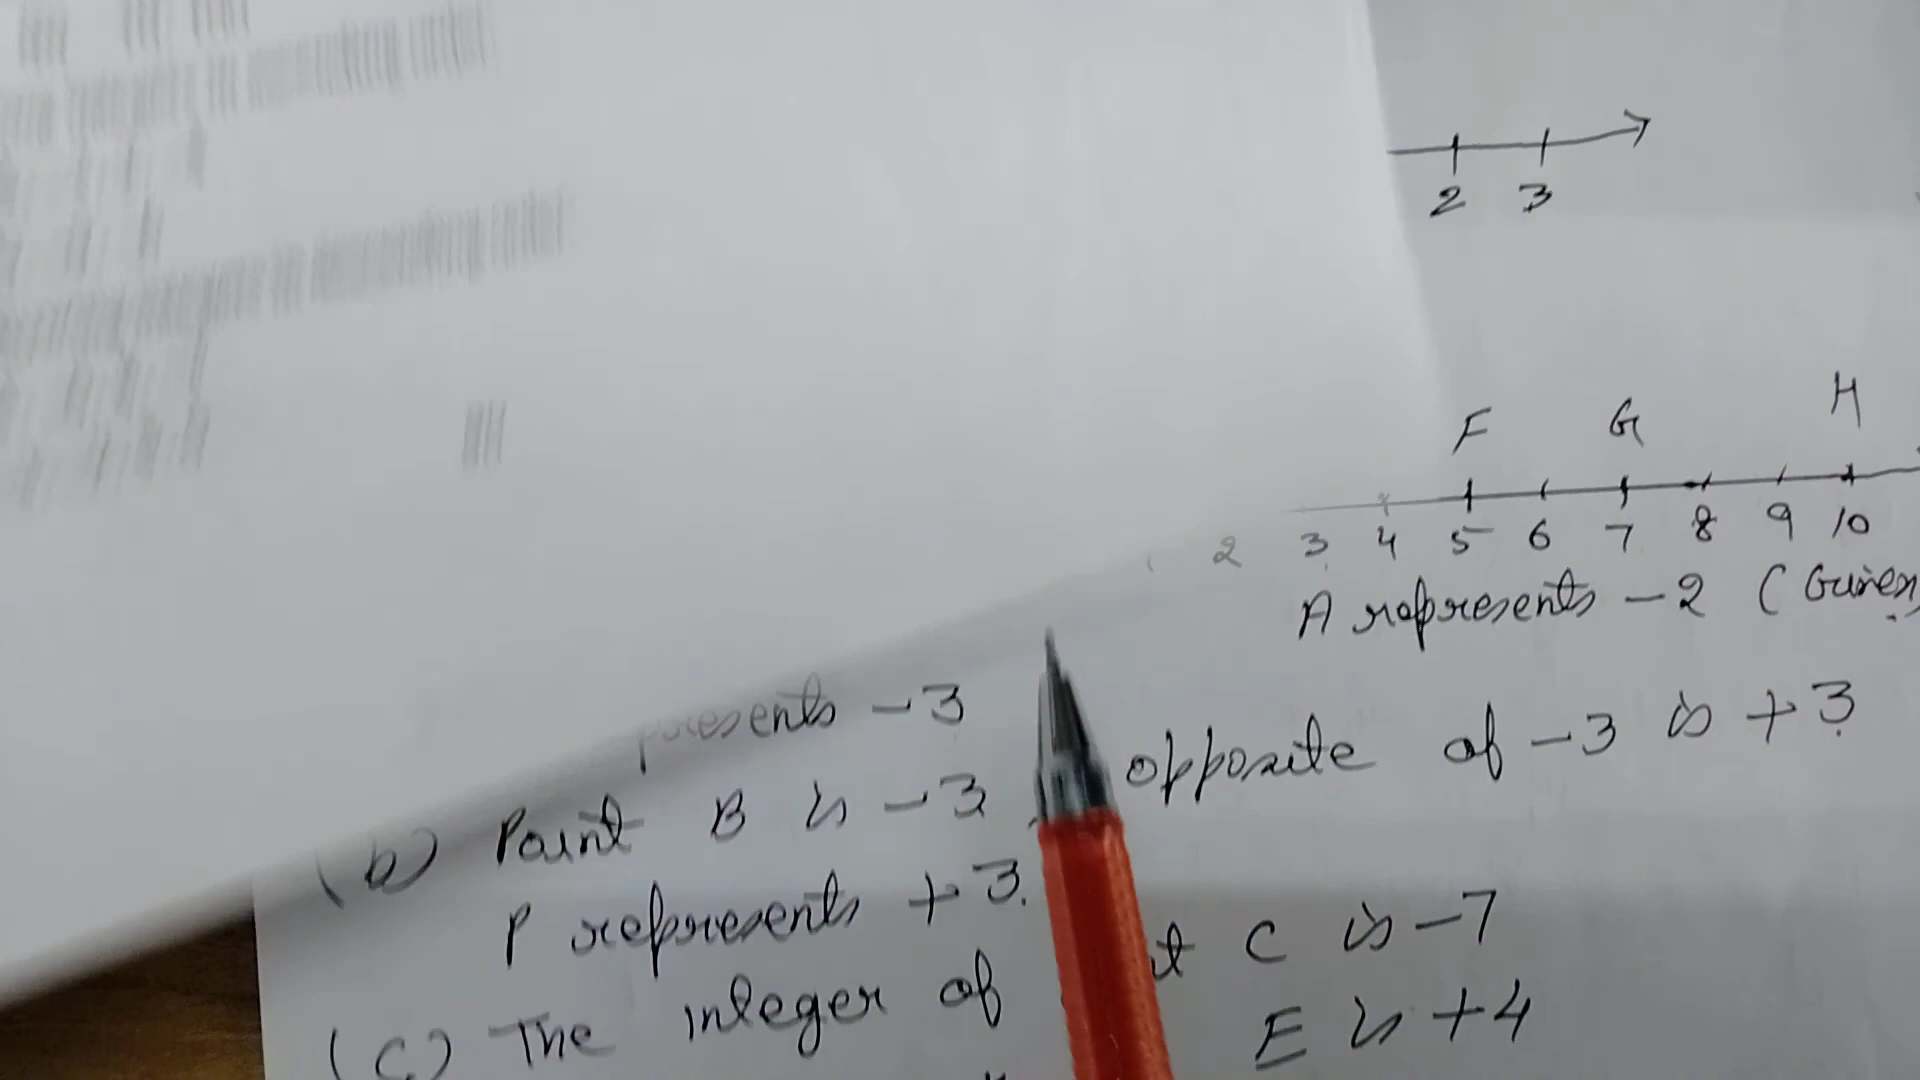 2 3
F G H
2 3 4 5 6 7 8 9 10
A represents -2 (Given
presents -3
(b) Point B is -3, opposite of -3 is +3
P represents +3.
(c) The integer of C is -7
E is +4